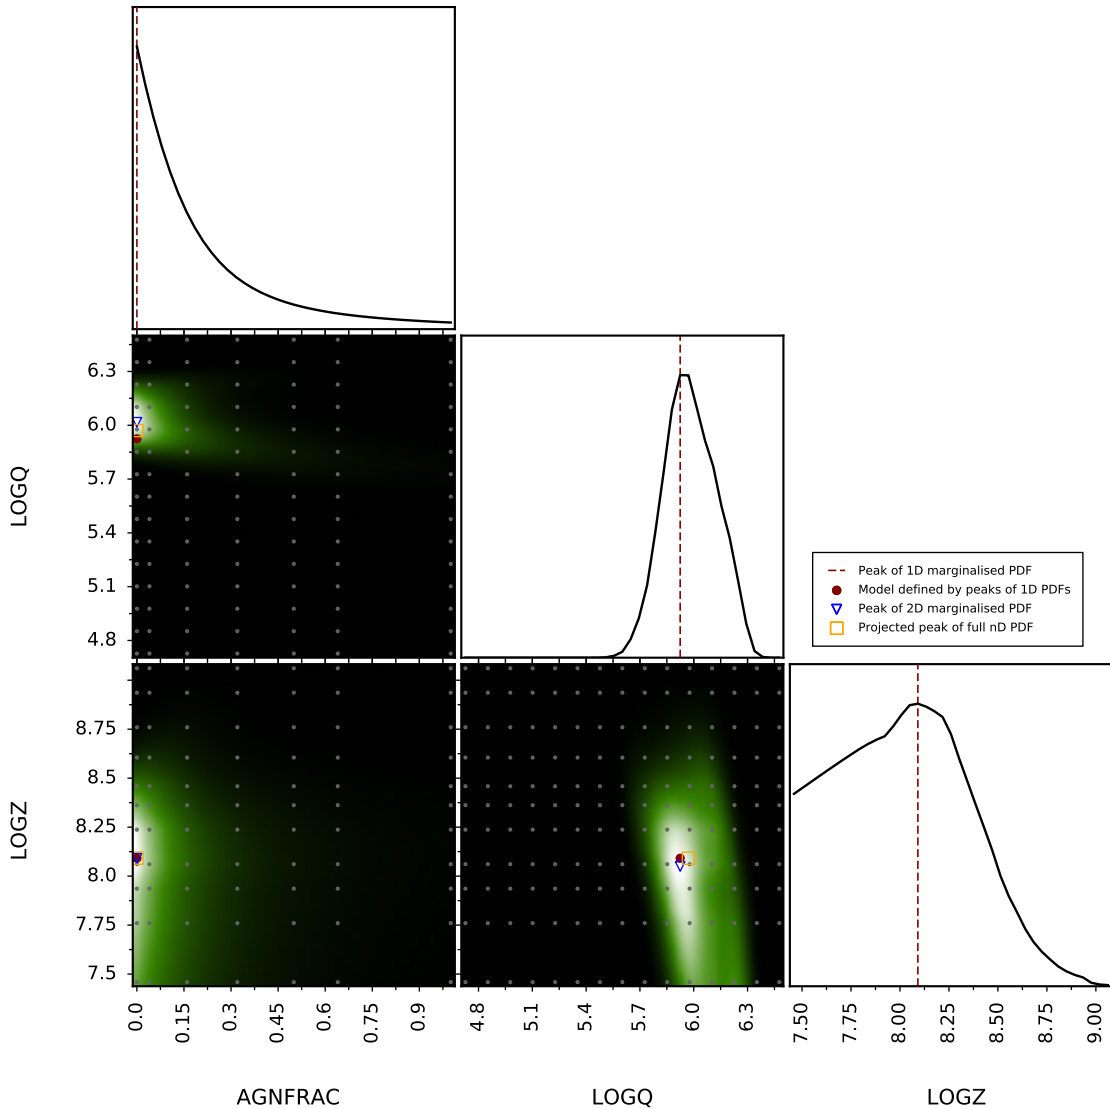 6.3
6.0
5.7
5.4
5.1
4.8
LOGQ
Peak of 1D marginalised PDF
Model defined by peaks of 1D PDFs
Peak of 2D marginalised PDF
Projected peak of full nD PDF
8.75
8.5
8.25
8.0
7.75
7.5
LOGZ
0.0 0.15 0.3 0.45 0.6 0.75 0.9
4.8 5.1 5.4 5.7 6.0 6.3
7.50 7.75 8.00 8.25 8.50 8.75 9.00
AGNFRAC LOGQ LOGZ